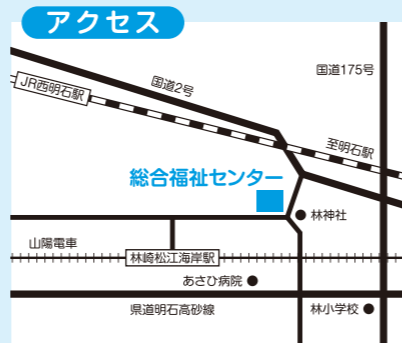 アクセス
国道175号
JR西明石駅
国道2号
至明石駅
総合福祉センター
林神社
山陽電車
林崎松江海岸駅
あさひ病院
県道明石高砂線
林小学校